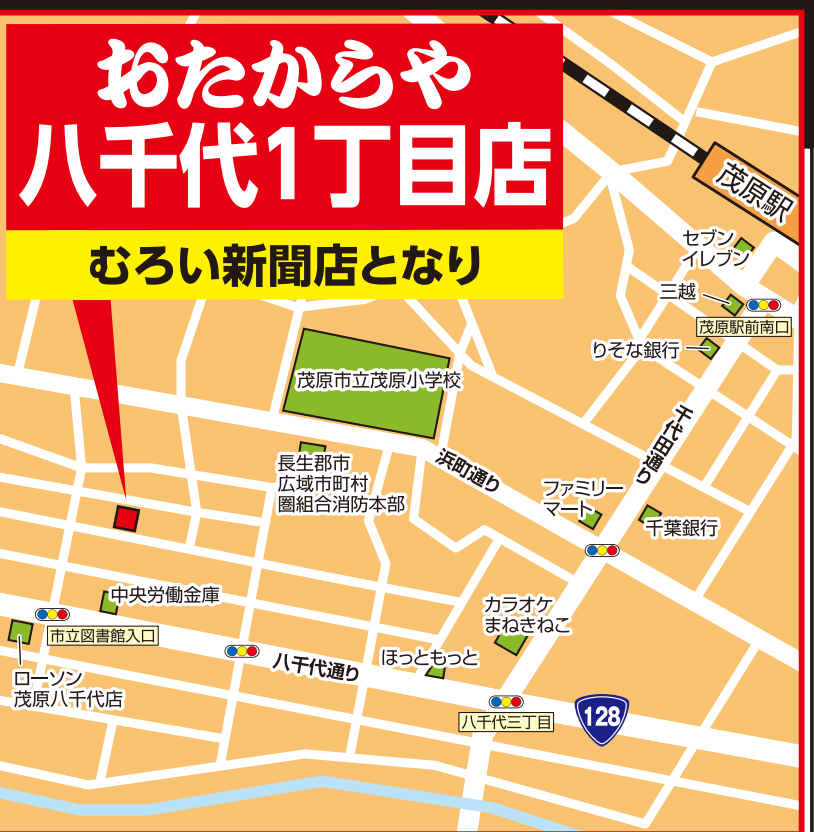 おたからや
八千代1丁目店
むろい新聞店となり
茂原駅
セブン
イレブン
三越
茂原駅前南口
りそな銀行
茂原市立茂原小学校
千代田通り
長生郡市
広域市町村
圏組合消防本部
浜町通り
ファミリー
マート
千葉銀行
中央労働金庫
カラオケ
まねきねこ
市立図書館入口
ほっともっと
八千代通り
ローソン
茂原八千代店
八千代三丁目
128